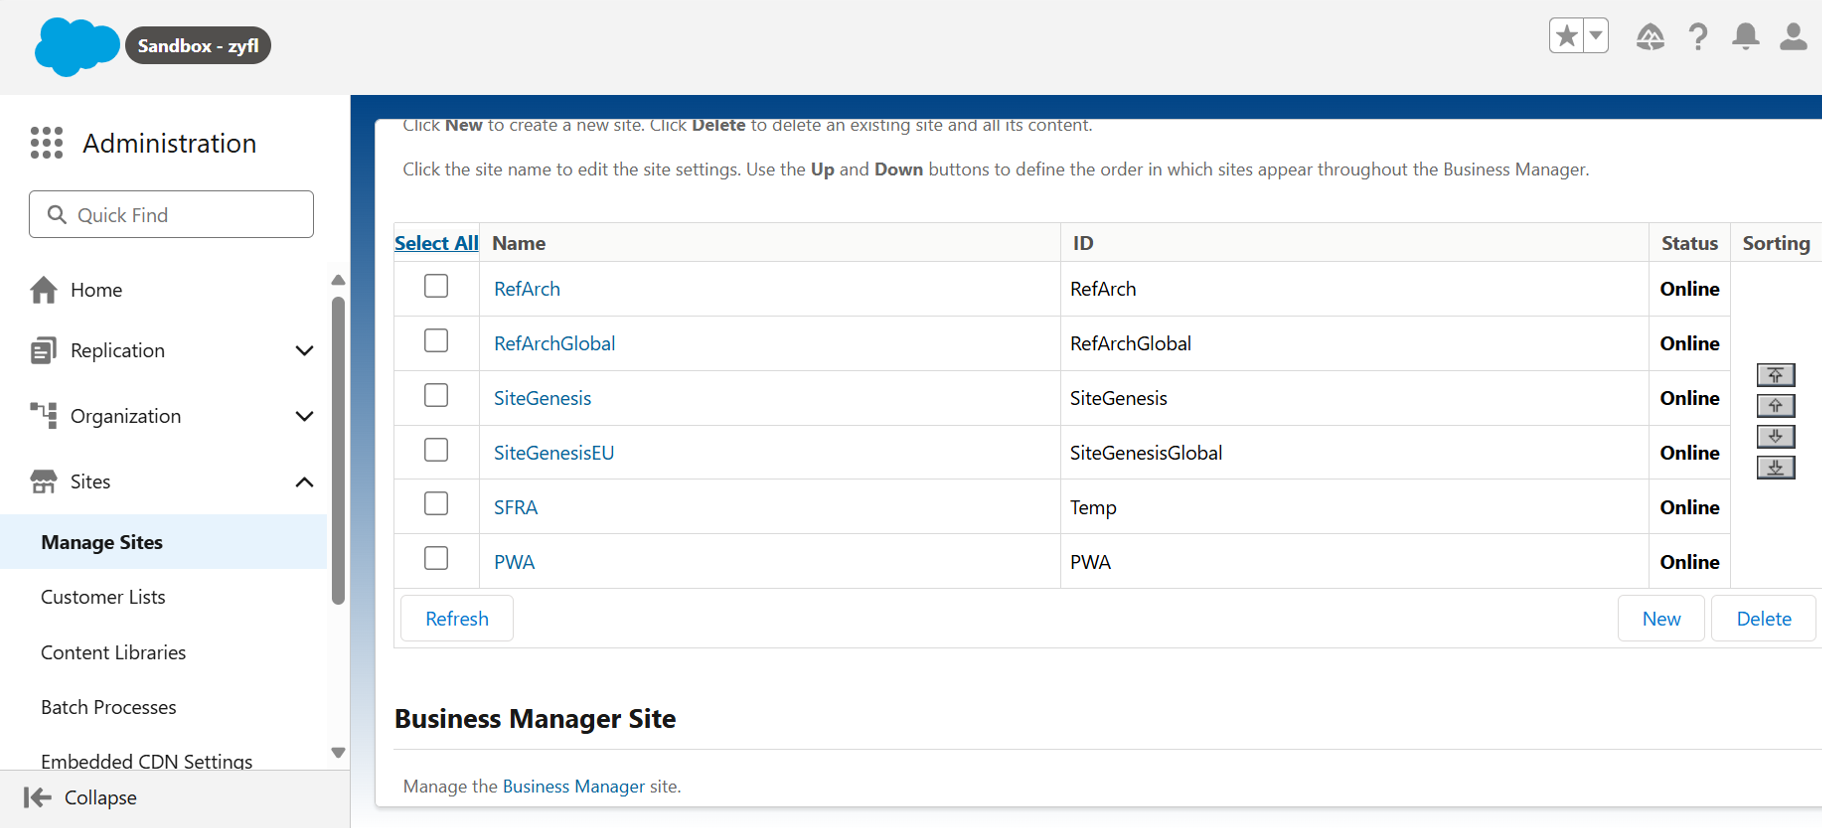 Sandbox - zyfl
Administration
Quick Find
Home
Replication
Organization
Sites
Manage Sites
Customer Lists
Content Libraries
Batch Processes
Embedded CDN Settings
Collapse
Click New to create a new site. Click Delete to delete an existing site and all its content.
Click the site name to edit the site settings. Use the Up and Down buttons to define the order in which sites appear throughout the Business Manager.
Select All Name ID Status Sorting
RefArch RefArch Online
RefArchGlobal RefArchGlobal Online
SiteGenesis SiteGenesis Online
SiteGenesisEU SiteGenesisGlobal Online
SFRA Temp Online
PWA PWA Online
Refresh New Delete
Business Manager Site
Manage the Business Manager site.